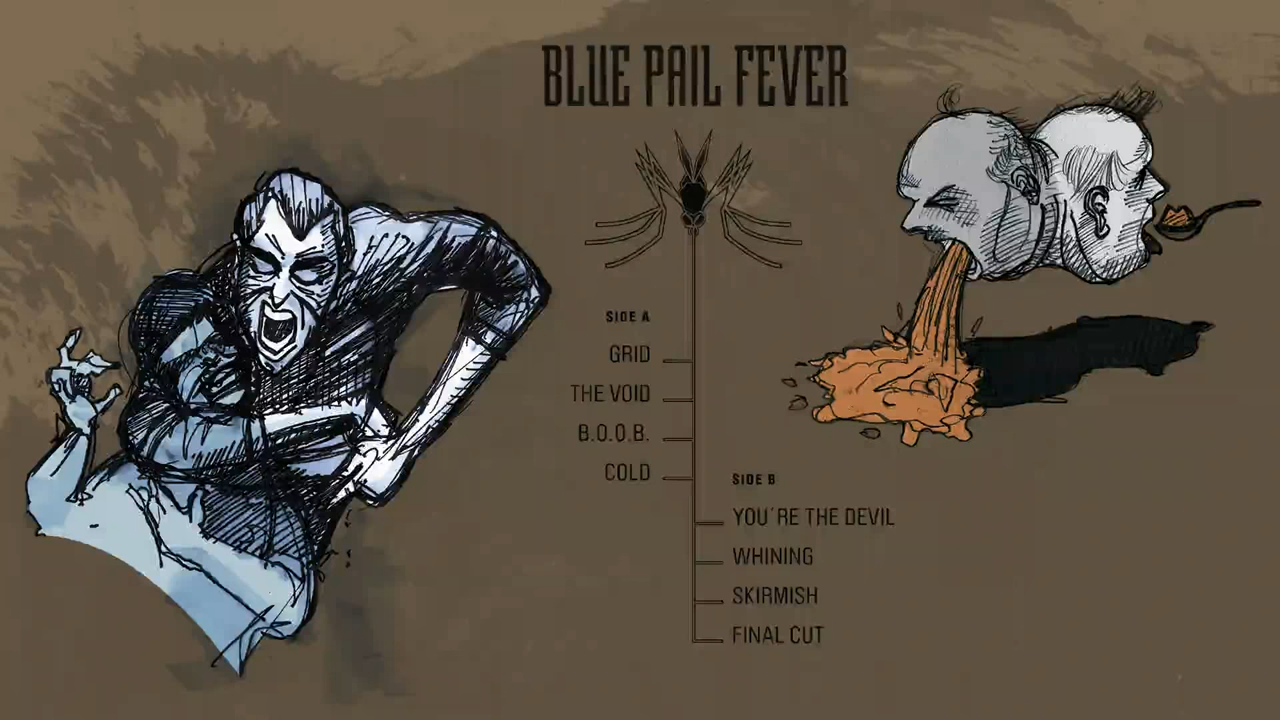 BLUE PAIL FEVER
SIDE A
GRID
THE VOID
B.O.O.B.
COLD
SIDE B
YOU'RE THE DEVIL
WHINING
SKIRMISH
FINAL CUT